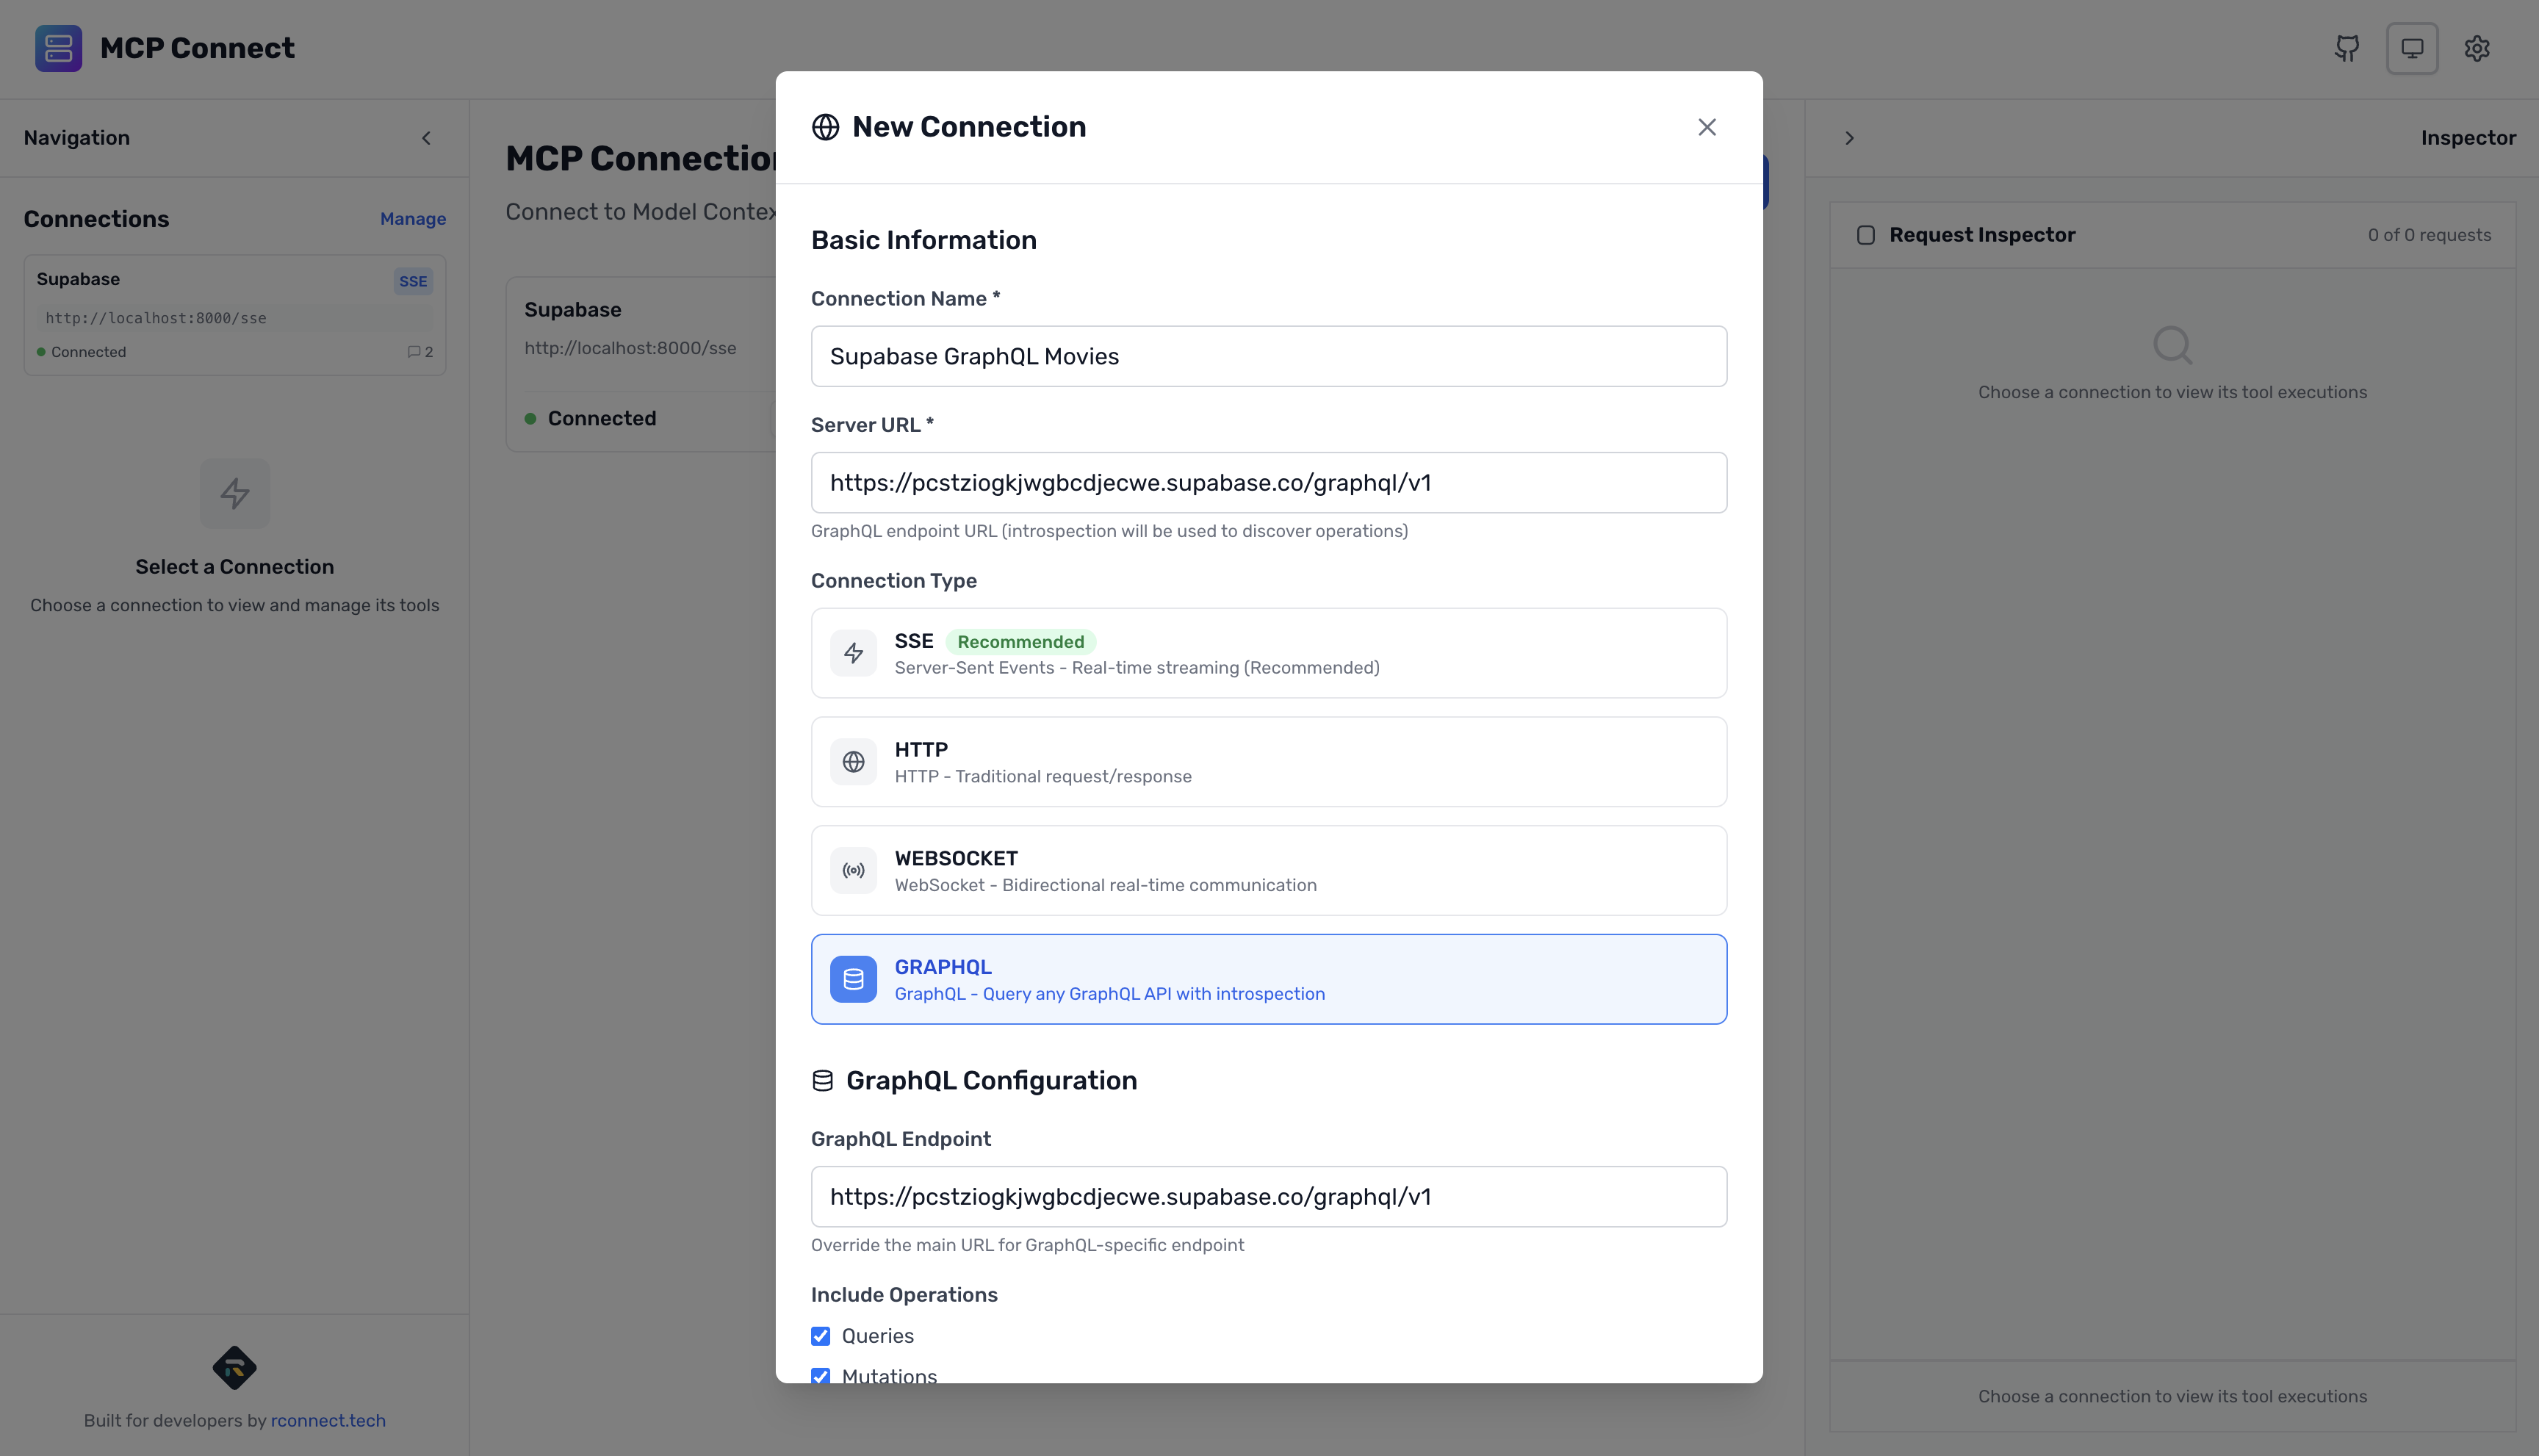 MCP Connect
Navigation
Connections
Manage
Supabase
SSE
http://localhost:8000/sse
Connected
2
Select a Connection
Choose a connection to view and manage its tools
Built for developers by rconnect.tech
MCP Connection
Connect to Model Contex
Supabase
http://localhost:8000/sse
Connected
New Connection
Basic Information
Connection Name *
Supabase GraphQL Movies
Server URL *
https://pcstziogkjwgbcdjecwe.supabase.co/graphql/v1
GraphQL endpoint URL (introspection will be used to discover operations)
Connection Type
SSE Recommended
Server-Sent Events - Real-time streaming (Recommended)
HTTP
HTTP - Traditional request/response
WEBSOCKET
WebSocket - Bidirectional real-time communication
GRAPHQL
GraphQL - Query any GraphQL API with introspection
GraphQL Configuration
GraphQL Endpoint
https://pcstziogkjwgbcdjecwe.supabase.co/graphql/v1
Override the main URL for GraphQL-specific endpoint
Include Operations
Queries
Mutations
Inspector
Request Inspector
0 of 0 requests
Choose a connection to view its tool executions
Choose a connection to view its tool executions